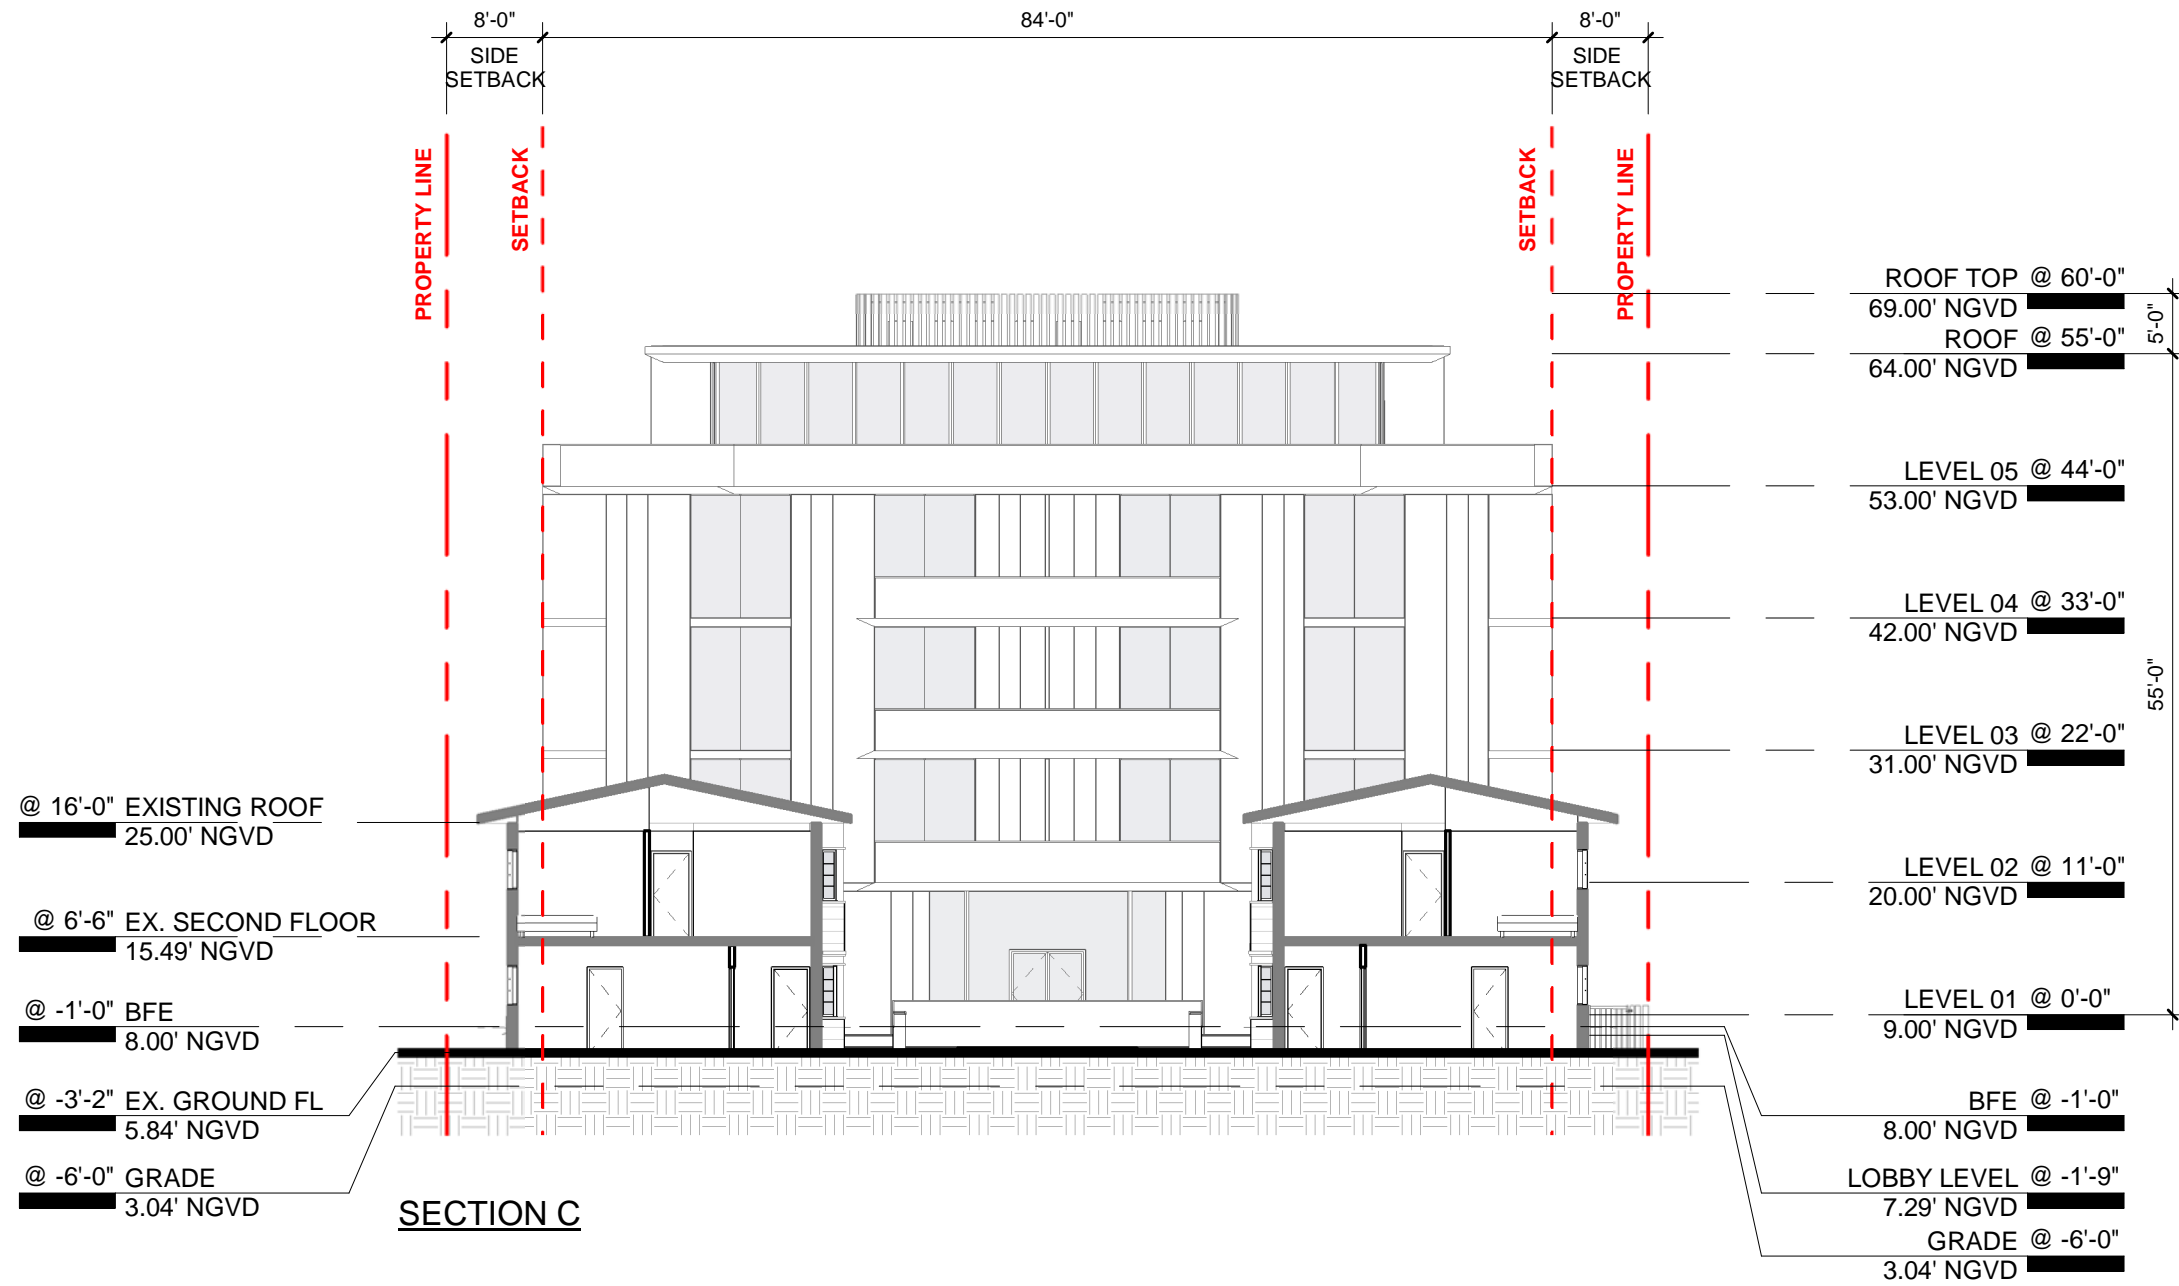 8'-0"
84'-0"
8'-0"
SIDE
SETBACK
SIDE
SETBACK
PROPERTY LINE
SETBACK
SETBACK
PROPERTY LINE
ROOF TOP @ 60'-0"
69.00' NGVD
5'-0"
ROOF @ 55'-0"
64.00' NGVD
LEVEL 05 @ 44'-0"
53.00' NGVD
LEVEL 04 @ 33'-0"
42.00' NGVD
55'-0"
LEVEL 03 @ 22'-0"
31.00' NGVD
@ 16'-0" EXISTING ROOF
25.00' NGVD
LEVEL 02 @ 11'-0"
20.00' NGVD
@ 6'-6" EX. SECOND FLOOR
15.49' NGVD
LEVEL 01 @ 0'-0"
9.00' NGVD
@ -1'-0" BFE
8.00' NGVD
@ -3'-2" EX. GROUND FL
5.84' NGVD
BFE @ -1'-0"
8.00' NGVD
@ -6'-0" GRADE
3.04' NGVD
LOBBY LEVEL @ -1'-9"
7.29' NGVD
SECTION C
GRADE @ -6'-0"
3.04' NGVD